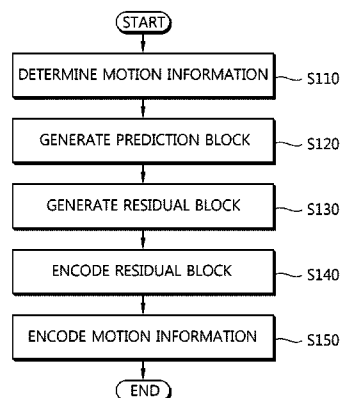 START
DETERMINE MOTION INFORMATION
S110
GENERATE PREDICTION BLOCK
S120
GENERATE RESIDUAL BLOCK
S130
ENCODE RESIDUAL BLOCK
S140
ENCODE MOTION INFORMATION
S150
END